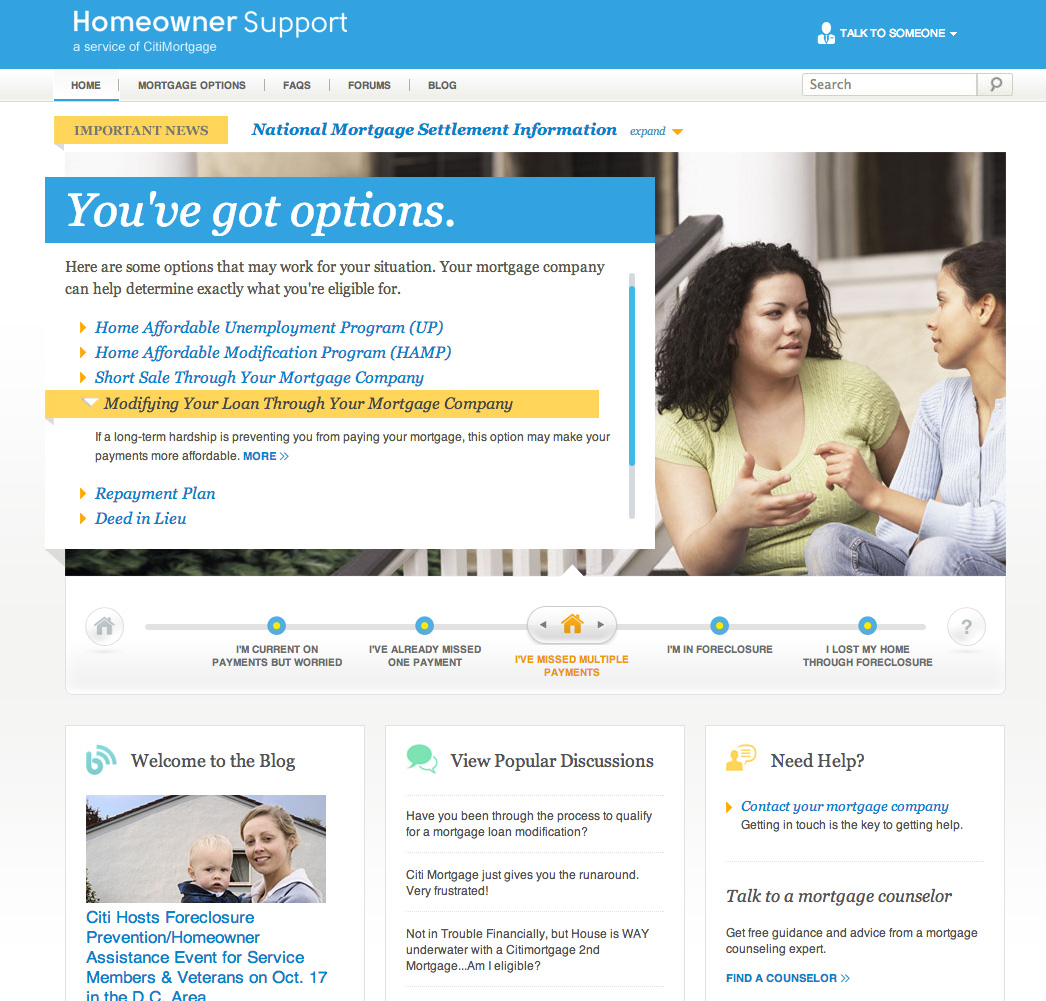 Homeowner Support
a service of CitiMortgage
TALK TO SOMEONE
HOME
MORTGAGE OPTIONS
FAQS
FORUMS
BLOG
Search
IMPORTANT NEWS
National Mortgage Settlement Information
expand
You've got options.
Here are some options that may work for your situation. Your mortgage company
can help determine exactly what you're eligible for.
Home Affordable Unemployment Program (UP)
Home Affordable Modification Program (HAMP)
Short Sale Through Your Mortgage Company
Modifying Your Loan Through Your Mortgage Company
If a long-term hardship is preventing you from paying your mortgage, this option may make your
payments more affordable. MORE »
Repayment Plan
Deed in Lieu
?
I'M CURRENT ON
PAYMENTS BUT WORRIED
I'VE ALREADY MISSED
ONE PAYMENT
I'VE MISSED MULTIPLE
PAYMENTS
I'M IN FORECLOSURE
I LOST MY HOME
THROUGH FORECLOSURE
Welcome to the Blog
Citi Hosts Foreclosure
Prevention/Homeowner
Assistance Event for Service
Members & Veterans on Oct. 17
in the D.C. Area
View Popular Discussions
Have you been through the process to qualify
for a mortgage loan modification?
Citi Mortgage just gives you the runaround.
Very frustrated!
Not in Trouble Financially, but House is WAY
underwater with a Citimortgage 2nd
Mortgage...Am I eligible?
Need Help?
Contact your mortgage company
Getting in touch is the key to getting help.
Talk to a mortgage counselor
Get free guidance and advice from a mortgage
counseling expert.
FIND A COUNSELOR »